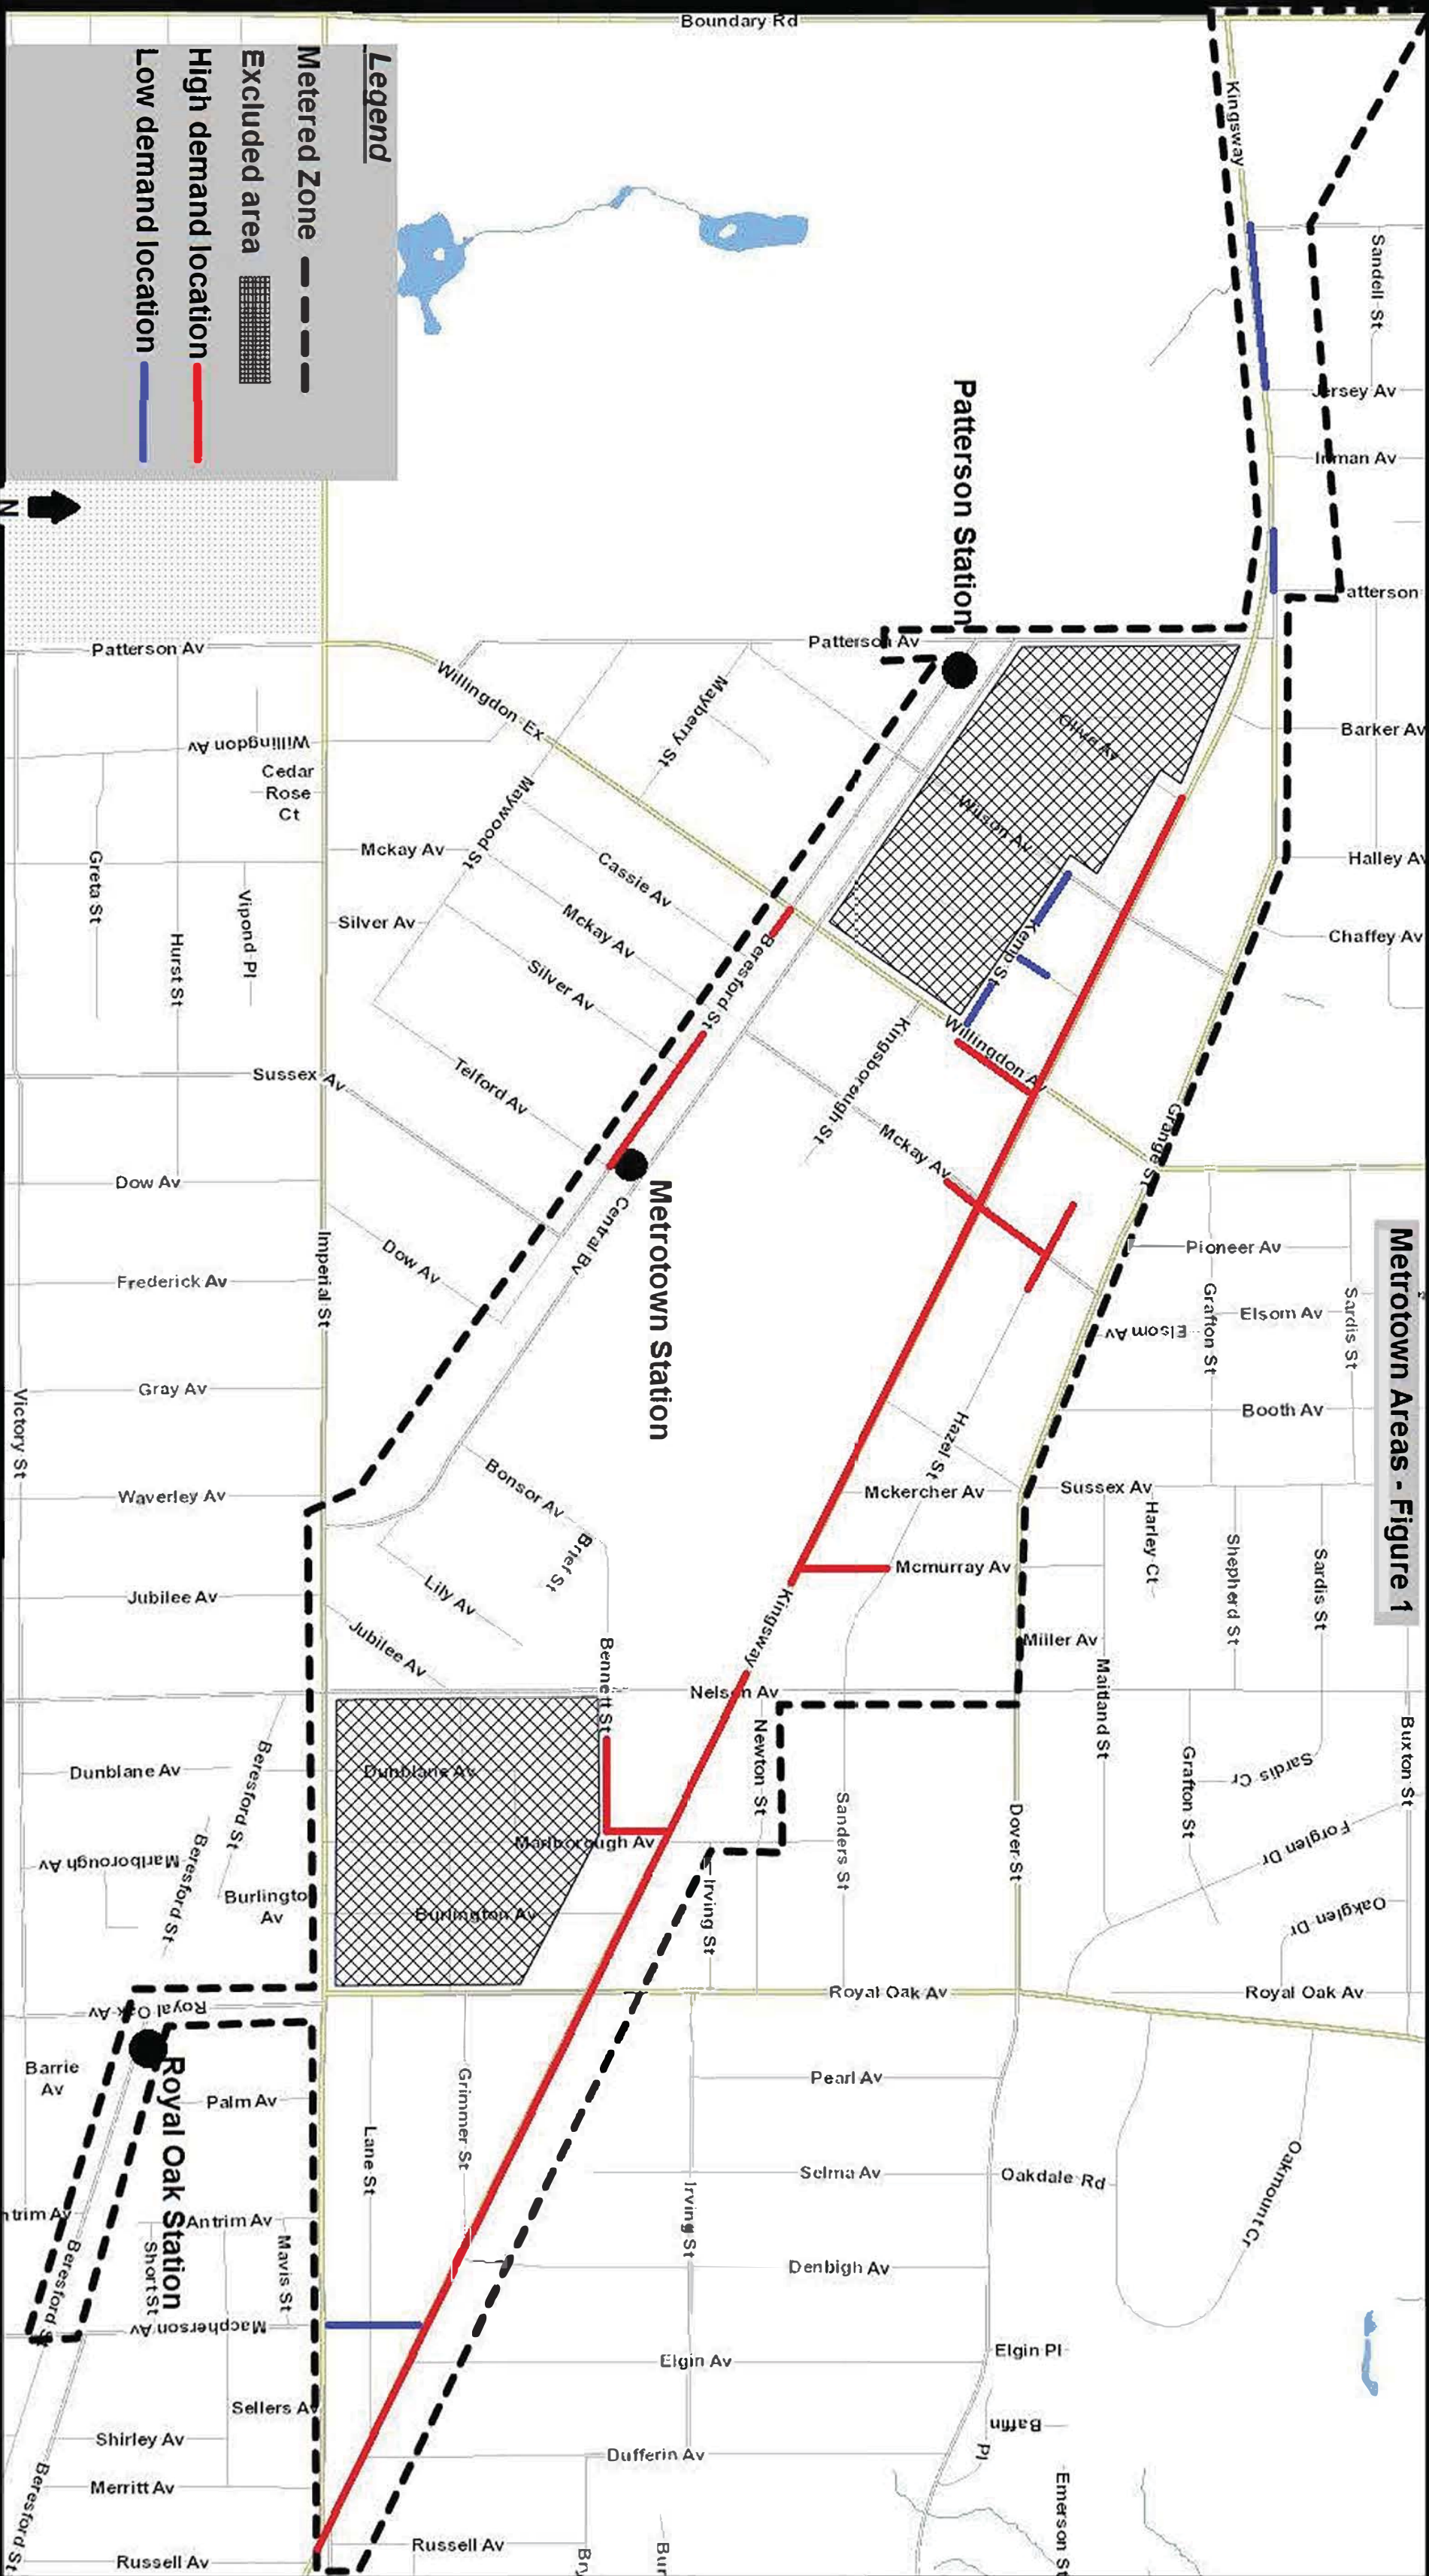 Metrotown Areas - Figure 1
Legend
Metered Zone
Excluded area
High demand location
Low demand location
N
Boundary Rd
Kingsway
Sandell St
Jersey Av
Inman Av
Patterson Station
atterson
Patterson Av
Patterson Av
Barker Av
Willingdon Ex
Mayberry St
Olive Av
Willingdon Av
Cedar
Rose
Ct
Maywood St
Wilson Av
Mckay Av
Greta St
Vipond Pl
Cassie Av
Halley Av
Silver Av
Hurst St
Mckay Av
Beresford St
Kemp St
Chaffey Av
Silver Av
Kingsborough St
Willingdon Av
Sussex Av
Telford Av
Mckay Av
Grange St
Dow Av
Metrotown Station
Central Bv
Imperial St
Dow Av
Pioneer Av
Frederick Av
Elsom Av
Grafton St
Elsom Av
Sardis St
Gray Av
Booth Av
Victory St
Hazel St
Bonsor Av
Waverley Av
Mckercher Av
Sussex Av
Harley Ct
Brief St
Lily Av
Jubilee Av
Mcmurray Av
Shepherd St
Sardis St
Jubilee Av
Kingsway
Bennett St
Miller Av
Maitland St
Nelson Av
Newton St
Dunblane Av
Beresford St
Dunblane Av
Sanders St
Dover St
Grafton St
Sardis Cr
Buxton St
Marlborough Av
Beresford St
Marlborough Av
Forglen Dr
Burlingto
Av
Burlington Av
Irving St
Oakglen Dr
Royal Oak Av
Royal Oak Av
Royal Oak Av
Royal Oak Station
Barrie
Av
Palm Av
Lane St
Grimmer St
Pearl Av
Selma Av
Oakdale Rd
Oakmount Cr
ntrim Av
Antrim Av
Short St
Mavis St
Beresford St
Irving St
Denbigh Av
Macpherson Av
Elgin Av
Elgin Pl
Sellers Av
Baffin
Pl
Shirley Av
Dufferin Av
Merritt Av
Beresford St
Emerson St
Russell Av
Russell Av
Bry
Bur